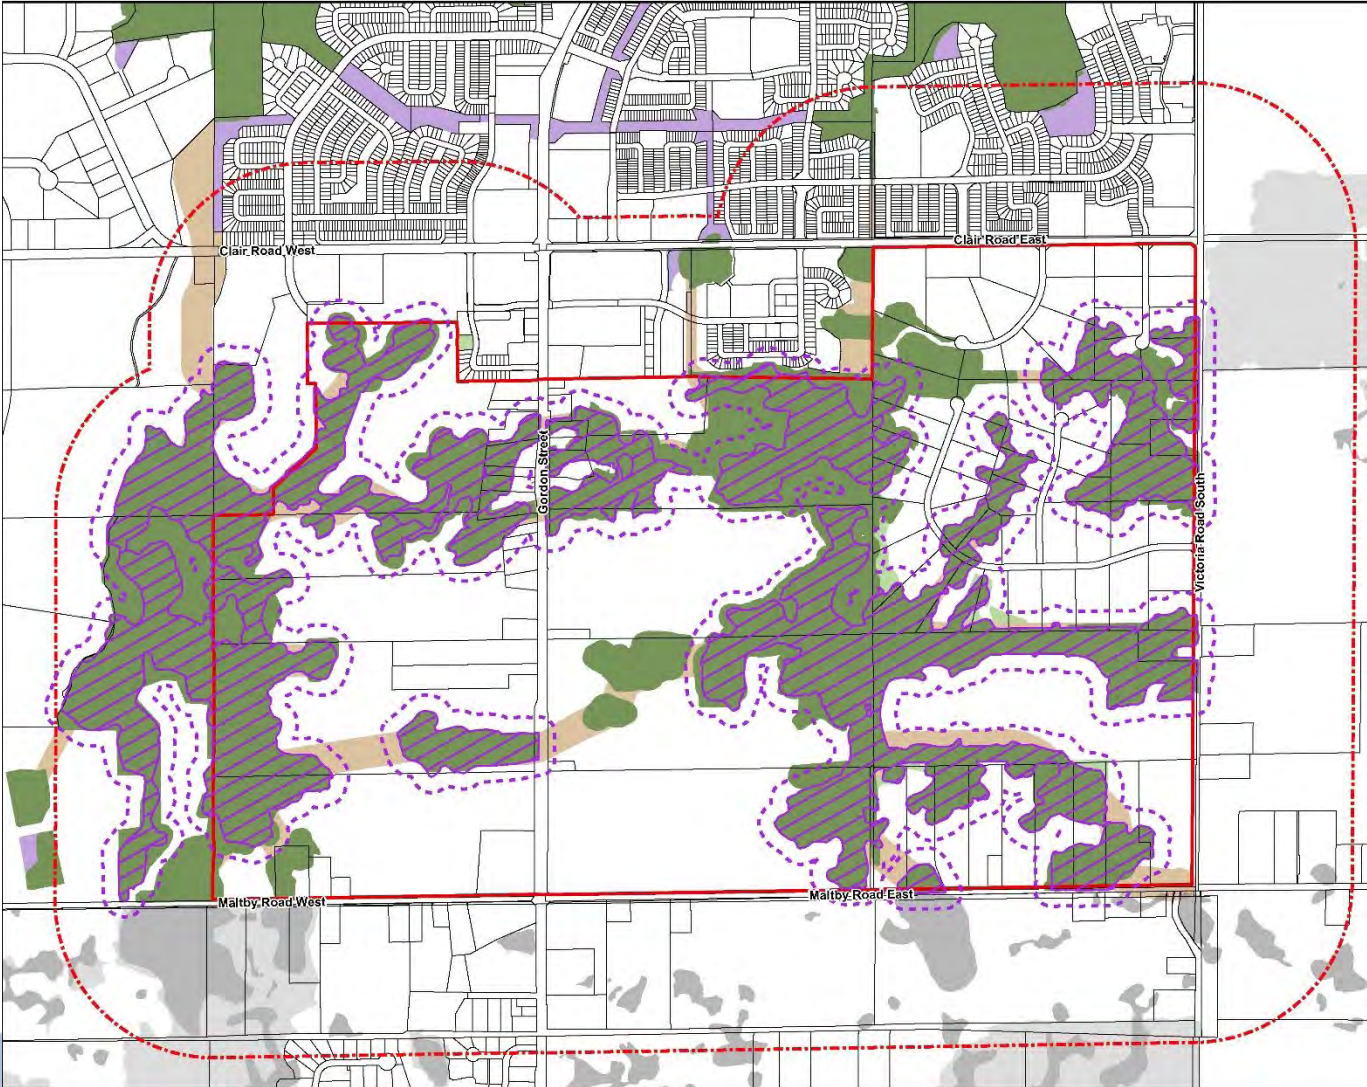 Clair Road East
Clair Road West
Gordon Street
Victoria Road South
Maltby Road East
Maltby Road West